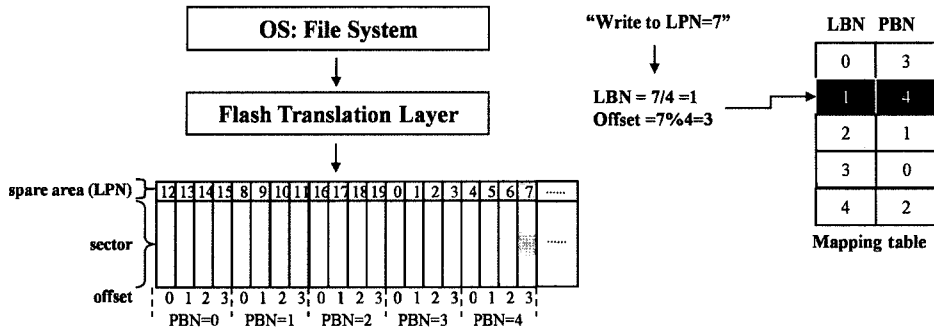 OS: File System
Flash Translation Layer
spare area (LPN)
12 13 14 15 8 9 10 11 16 17 18 19 0 1 2 3 4 5 6 7 ......
sector
......
offset
0 1 2 3 0 1 2 3 0 1 2 3 0 1 2 3 0 1 2 3
PBN=0 PBN=1 PBN=2 PBN=3 PBN=4
“Write to LPN=7”
LBN = 7/4 =1
Offset =7%4=3
LBN PBN
0 3
1 4
2 1
3 0
4 2
Mapping table